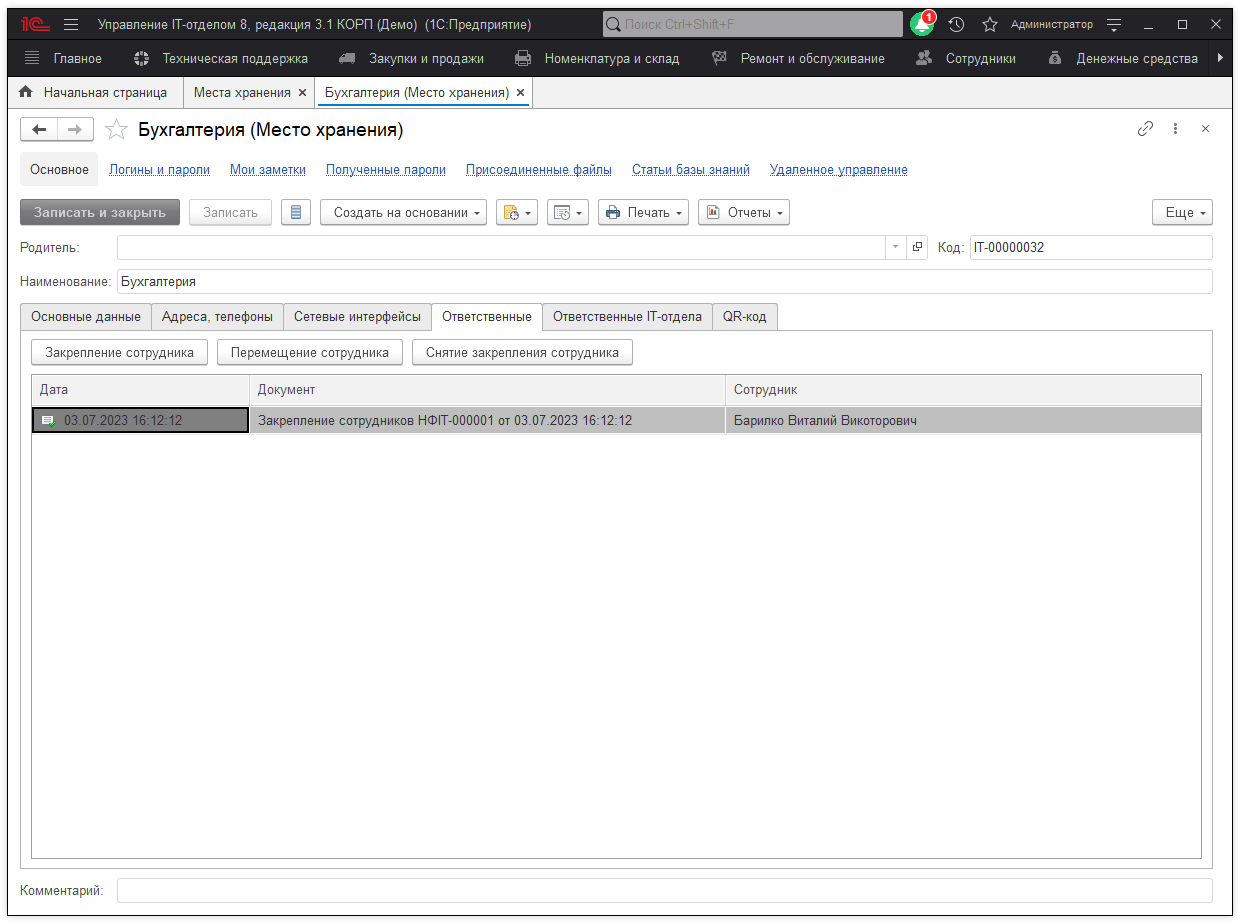 1С Управление IT-отделом 8, редакция 3.1 КОРП (Демо) (1С:Предприятие) Поиск Ctrl+Shift+F 1 Администратор
Главное Техническая поддержка Закупки и продажи Номенклатура и склад Ремонт и обслуживание Сотрудники Денежные средства
Начальная страница Места хранения × Бухгалтерия (Место хранения) ×
Бухгалтерия (Место хранения)
Основное Логины и пароли Мои заметки Полученные пароли Присоединенные файлы Статьи базы знаний Удаленное управление
Записать и закрыть Записать Создать на основании Печать Отчеты Еще
Родитель: Код: IT-00000032
Наименование: Бухгалтерия
Основные данные Адреса, телефоны Сетевые интерфейсы Ответственные Ответственные IT-отдела QR-код
Закрепление сотрудника Перемещение сотрудника Снятие закрепления сотрудника
Дата Документ Сотрудник
03.07.2023 16:12:12 Закрепление сотрудников НФIT-000001 от 03.07.2023 16:12:12 Барилко Виталий Викоторович
Комментарий: